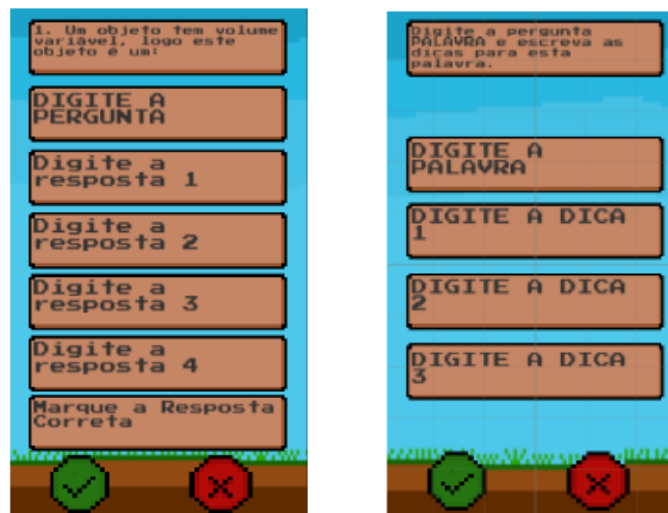 1. Um objeto tem volume
variável, logo este
objeto é um:
DIGITE A
PERGUNTA
Digite a
resposta 1
Digite a
resposta 2
Digite a
resposta 3
Digite a
resposta 4
Marque a Resposta
Correta
Digite a pergunta
PALAVRA e escreva as
dicas para esta
palavra.
DIGITE A
PALAVRA
DIGITE A DICA
1
DIGITE A DICA
2
DIGITE A DICA
3